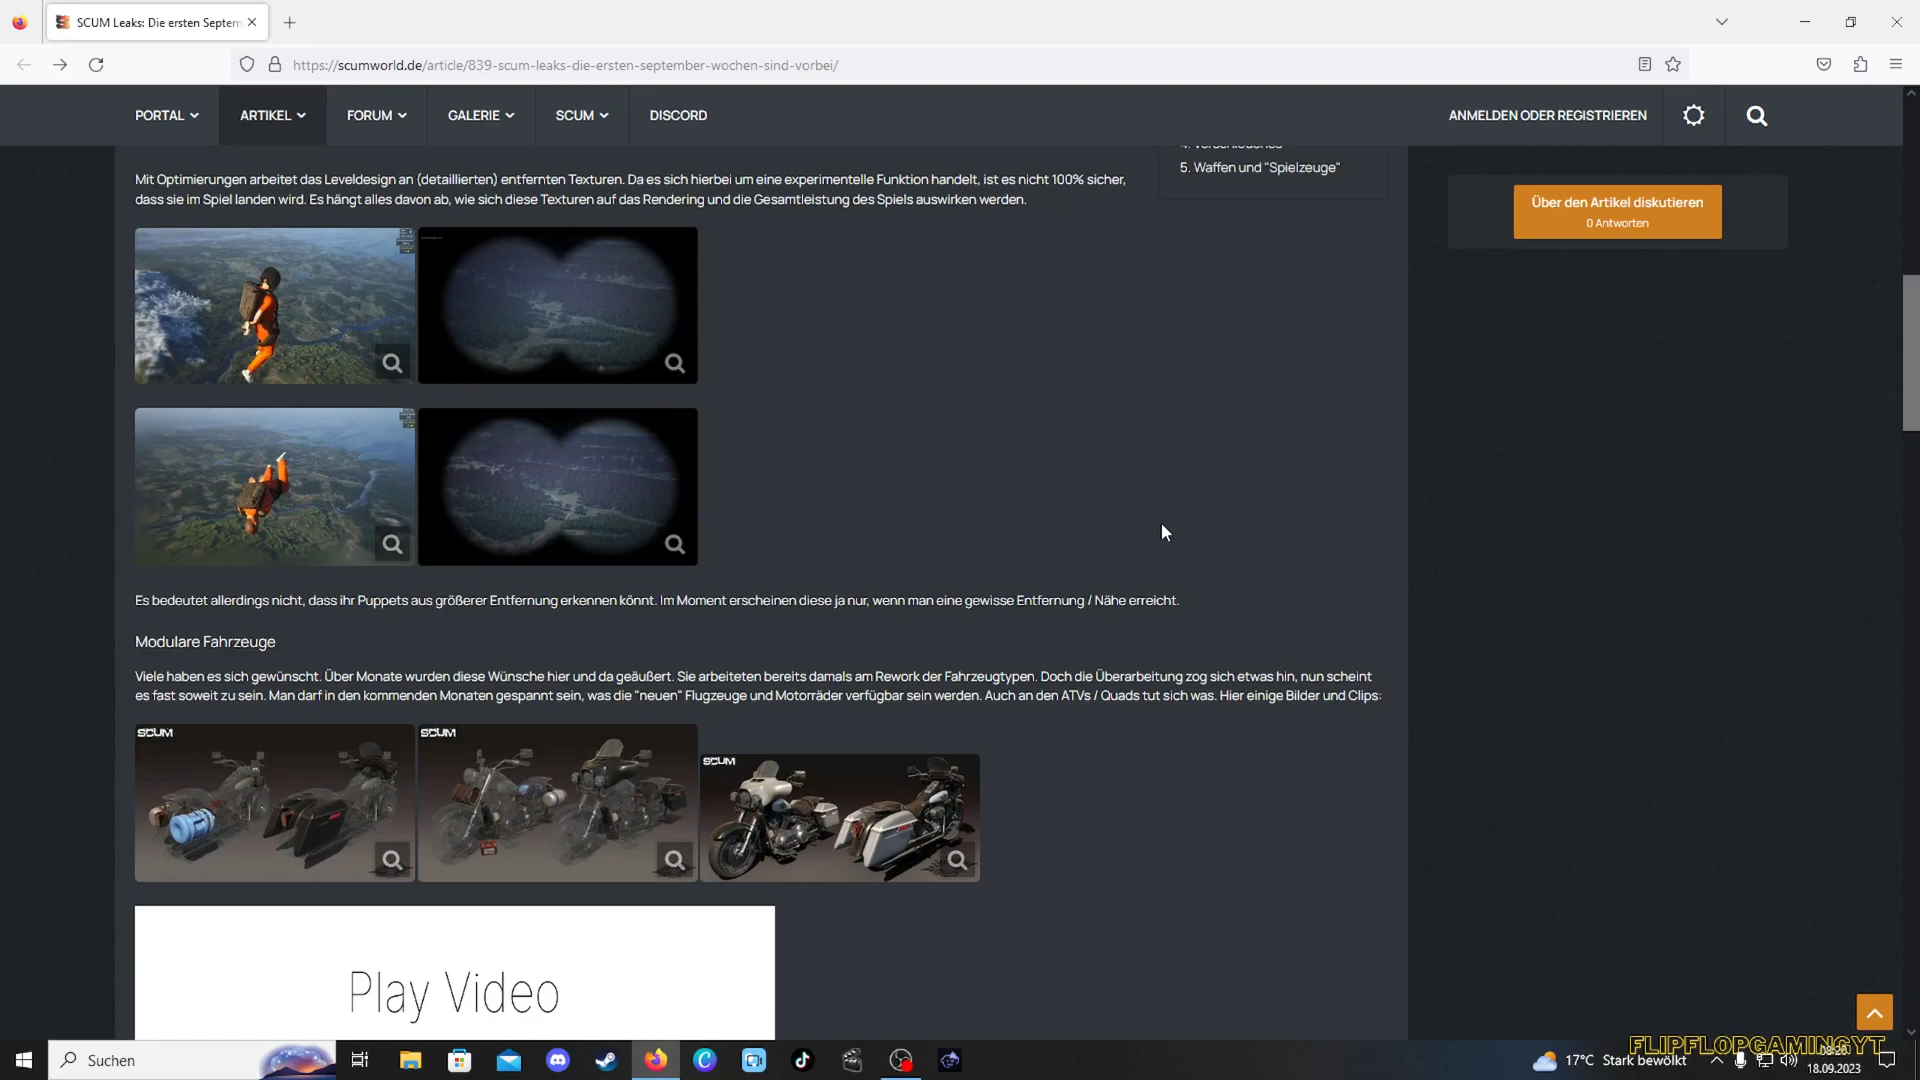 SCUM Leaks: Die ersten Septem
https://scumworld.de/article/839-scum-leaks-die-ersten-september-wochen-sind-vorbei/
PORTAL
ARTIKEL
FORUM
GALERIE
SCUM
DISCORD
ANMELDEN ODER REGISTRIEREN
4. Verschiedenes
5. Waffen und "Spielzeuge"
Mit Optimierungen arbeitet das Leveldesign an (detaillierten) entfernten Texturen. Da es sich hierbei um eine experimentelle Funktion handelt, ist es nicht 100% sicher,
dass sie im Spiel landen wird. Es hängt alles davon ab, wie sich diese Texturen auf das Rendering und die Gesamtleistung des Spiels auswirken werden.
Über den Artikel diskutieren
0 Antworten
Es bedeutet allerdings nicht, dass ihr Puppets aus größerer Entfernung erkennen könnt. Im Moment erscheinen diese ja nur, wenn man eine gewisse Entfernung / Nähe erreicht.
Modulare Fahrzeuge
Viele haben es sich gewünscht. Über Monate wurden diese Wünsche hier und da geäußert. Sie arbeiteten bereits damals am Rework der Fahrzeugtypen. Doch die Überarbeitung zog sich etwas hin, nun scheint
es fast soweit zu sein. Man darf in den kommenden Monaten gespannt sein, was die "neuen" Flugzeuge und Motorräder verfügbar sein werden. Auch an den ATVs / Quads tut sich was. Hier einige Bilder und Clips:
SCUM
SCUM
SCUM
Play Video
FLIPFLOPGAMINGYT
Suchen
17°C Stark bewölkt
18.09.2023